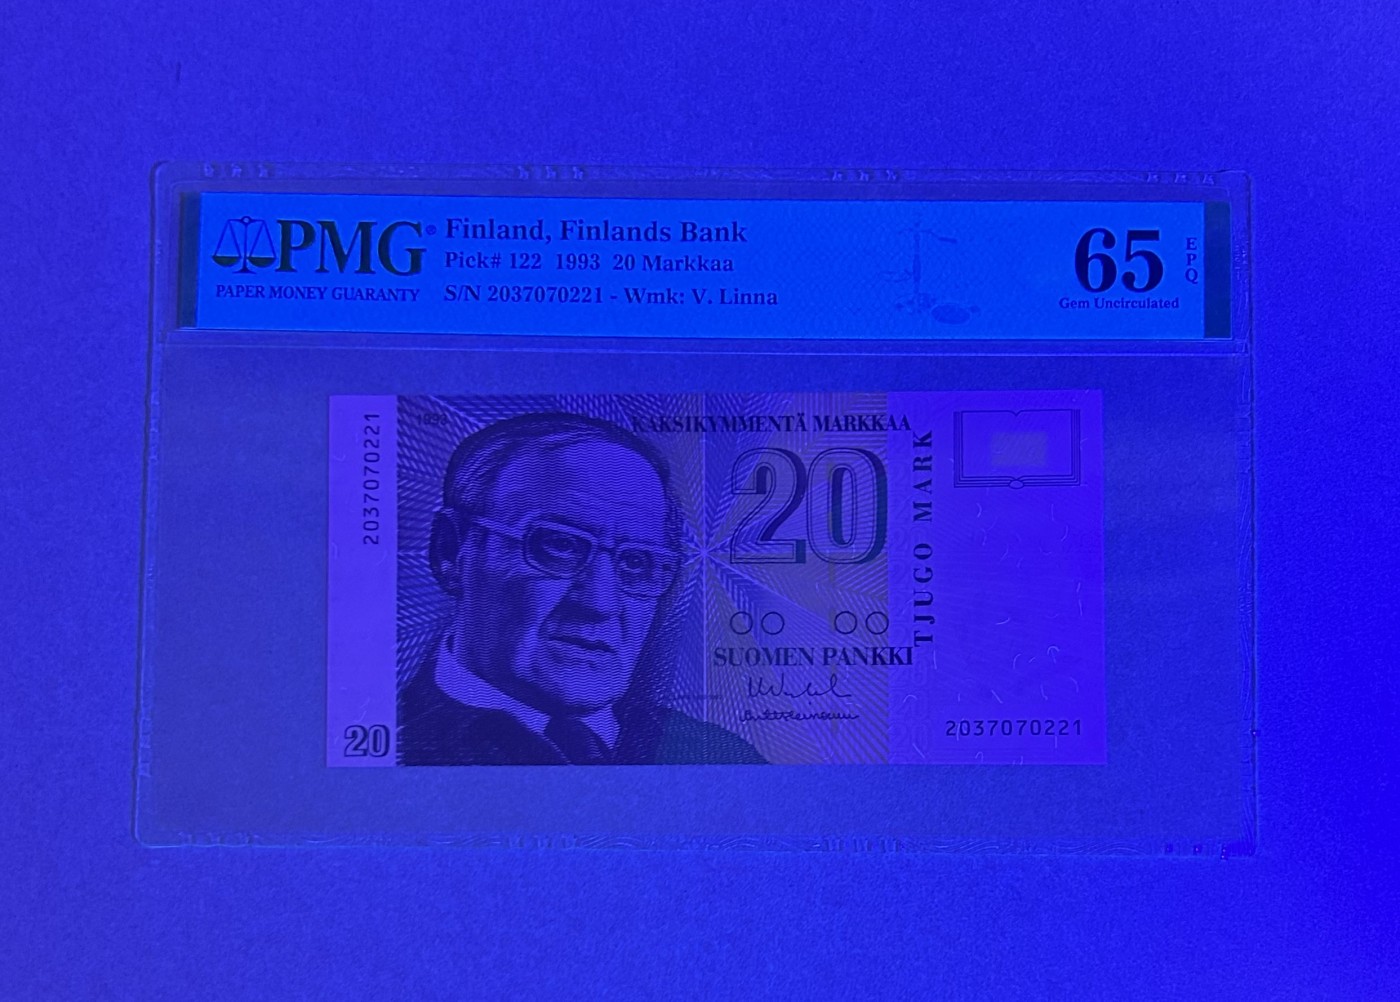 PMG
PAPER MONEY GUARANTY
Finland, Finlands Bank
Pick# 122 1993 20 Markkaa
S/N 2037070221 - Wmk: V. Linna
65
EPQ
Gem Uncirculated
2037070221
1993
KAKSIKYMMENTÄ MARKKAA
20
TJUGO MARK
SUOMEN PANKKI
20
2037070221